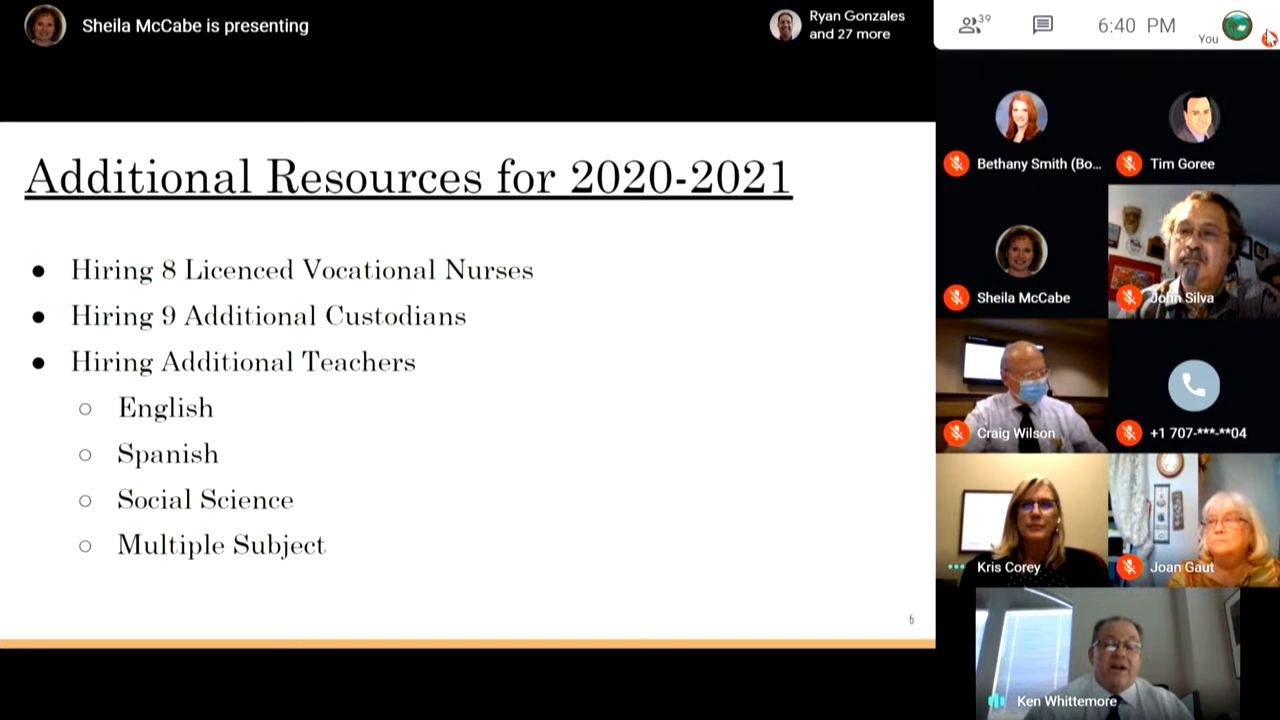 Sheila McCabe is presenting
Ryan Gonzales
and 27 more
39
6:40 PM
You
Additional Resources for 2020-2021
● Hiring 8 Licenced Vocational Nurses
● Hiring 9 Additional Custodians
● Hiring Additional Teachers
○ English
○ Spanish
○ Social Science
○ Multiple Subject
6
Bethany Smith (Bo...
Tim Goree
Sheila McCabe
John Silva
Craig Wilson
+1 707-***-**04
Kris Corey
Joan Gaut
Ken Whittemore